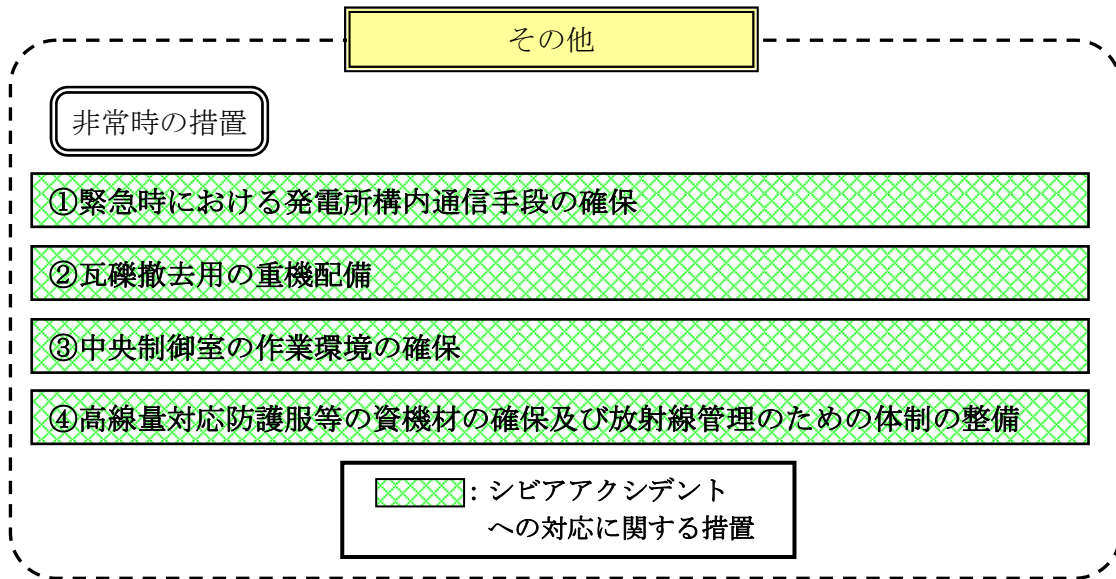 その他
非常時の措置
①緊急時における発電所構内通信手段の確保
②瓦礫撤去用の重機配備
③中央制御室の作業環境の確保
④高線量対応防護服等の資機材の確保及び放射線管理のための体制の整備
：シビアアクシデント
への対応に関する措置